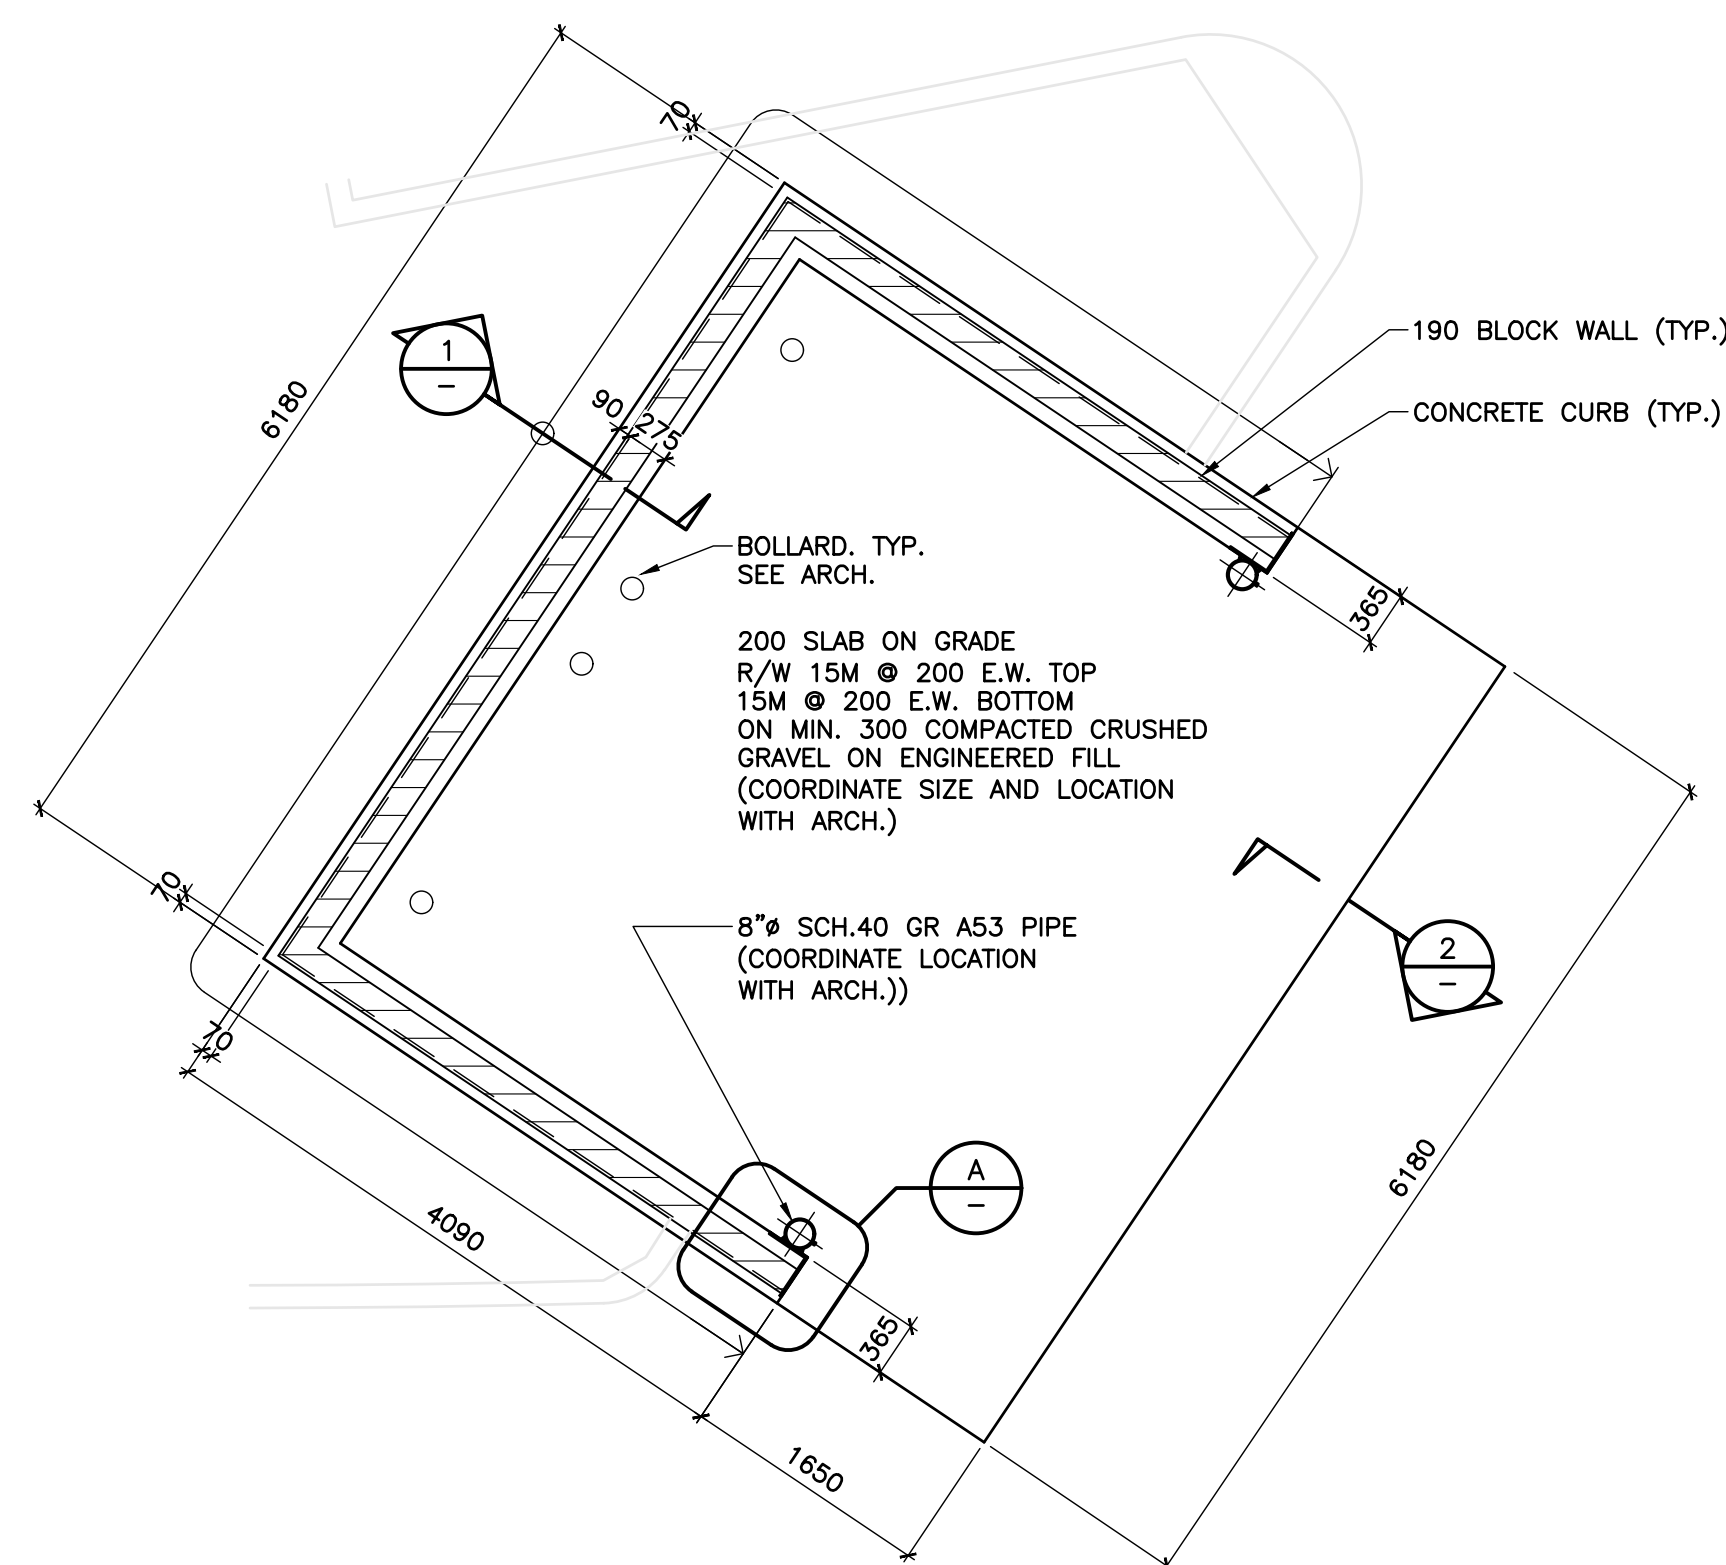 70
6180
1
–
90
275
190 BLOCK WALL (TYP.)
CONCRETE CURB (TYP.)
BOLLARD. TYP.
SEE ARCH.
365
200 SLAB ON GRADE
R/W 15M @ 200 E.W. TOP
15M @ 200 E.W. BOTTOM
ON MIN. 300 COMPACTED CRUSHED
GRAVEL ON ENGINEERED FILL
(COORDINATE SIZE AND LOCATION
WITH ARCH.)
70
8"ø SCH.40 GR A53 PIPE
(COORDINATE LOCATION
WITH ARCH.))
2
–
70
A
–
6180
4090
365
1650